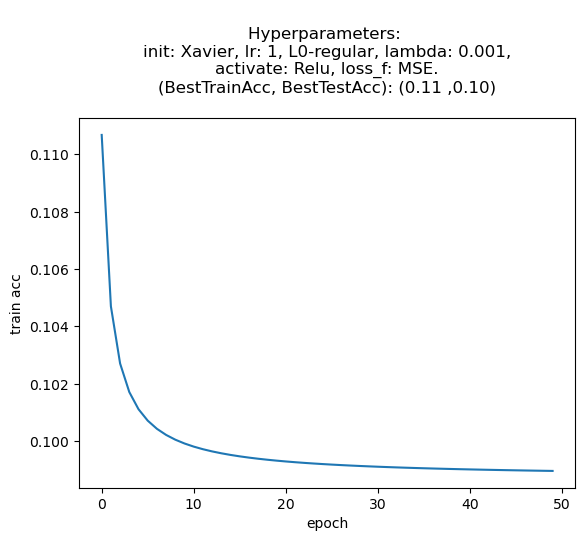 Hyperparameters:
init: Xavier, lr: 1, L0-regular, lambda: 0.001,
activate: Relu, loss_f: MSE.
(BestTrainAcc, BestTestAcc): (0.11 ,0.10)
0.110
0.108
0.106
0.104
0.102
0.100
train acc
0 10 20 30 40 50
epoch